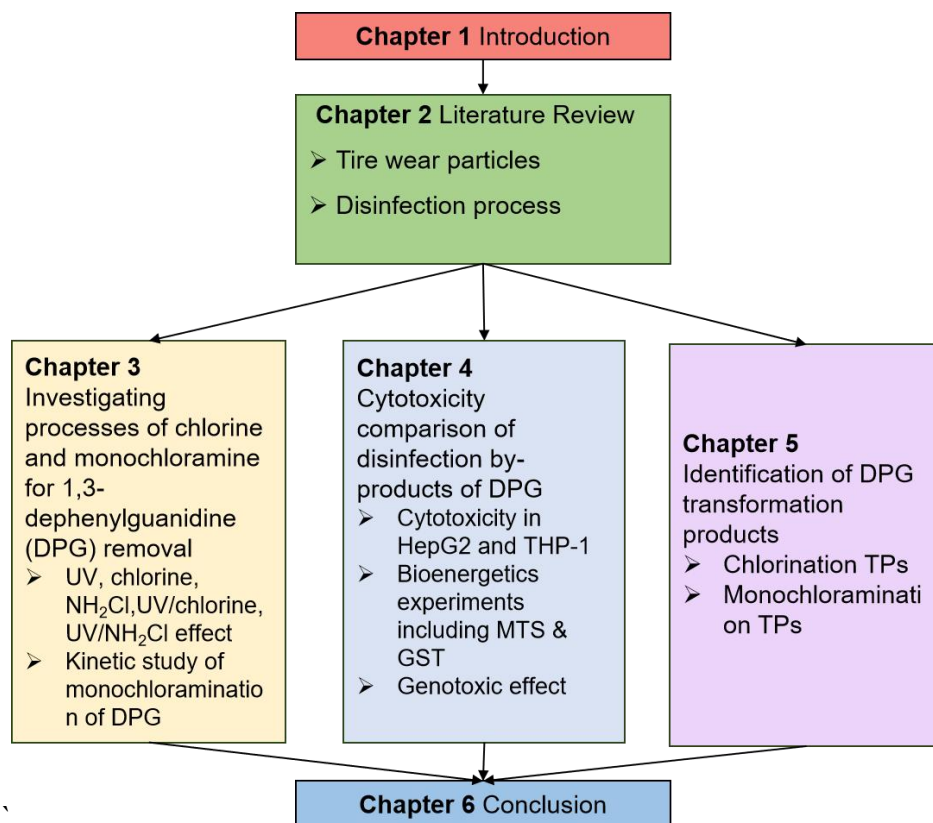 Chapter 1 Introduction
Chapter 2 Literature Review
➢ Tire wear particles
➢ Disinfection process
Chapter 3
Investigating
processes of chlorine
and monochloramine
for 1,3-
dephenylguanidine
(DPG) removal
➢ UV, chlorine,
NH₂Cl,UV/chlorine,
UV/NH₂Cl effect
➢ Kinetic study of
monochloraminatio
n of DPG
Chapter 4
Cytotoxicity
comparison of
disinfection by-
products of DPG
➢ Cytotoxicity in
HepG2 and THP-1
➢ Bioenergetics
experiments
including MTS &
GST
➢ Genotoxic effect
Chapter 5
Identification of DPG
transformation
products
➢ Chlorination TPs
➢ Monochloraminati
on TPs
Chapter 6 Conclusion
`